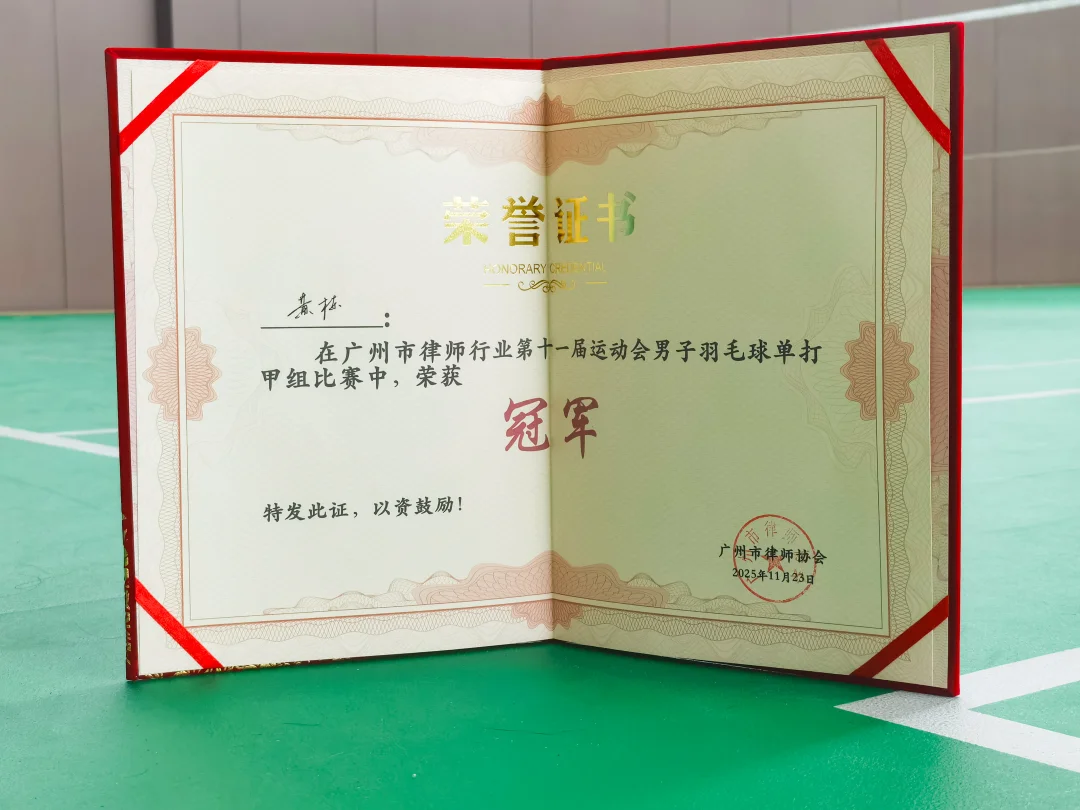 荣誉证书
HONORARY CREDENTIAL
黄栋:
在广州市律师行业第十一届运动会男子羽毛球单打
甲组比赛中，荣获
冠军
特发此证，以资鼓励！
广州市律师协会
2025年11月23日